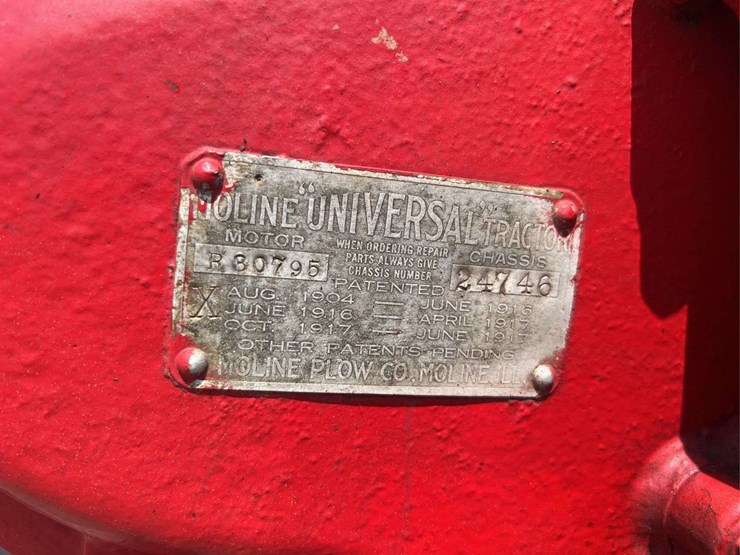 MOLINE "UNIVERSAL" TRACTOR
MOTOR
R 80795
WHEN ORDERING REPAIR
PARTS ALWAYS GIVE
CHASSIS NUMBER
CHASSIS
24746
PATENTED
X
AUG. 1904 — JUNE 1916
JUNE 1916 — APRIL 1917
OCT. 1917 — JUNE 1917
OTHER PATENTS PENDING
MOLINE PLOW CO. MOLINE, ILL.